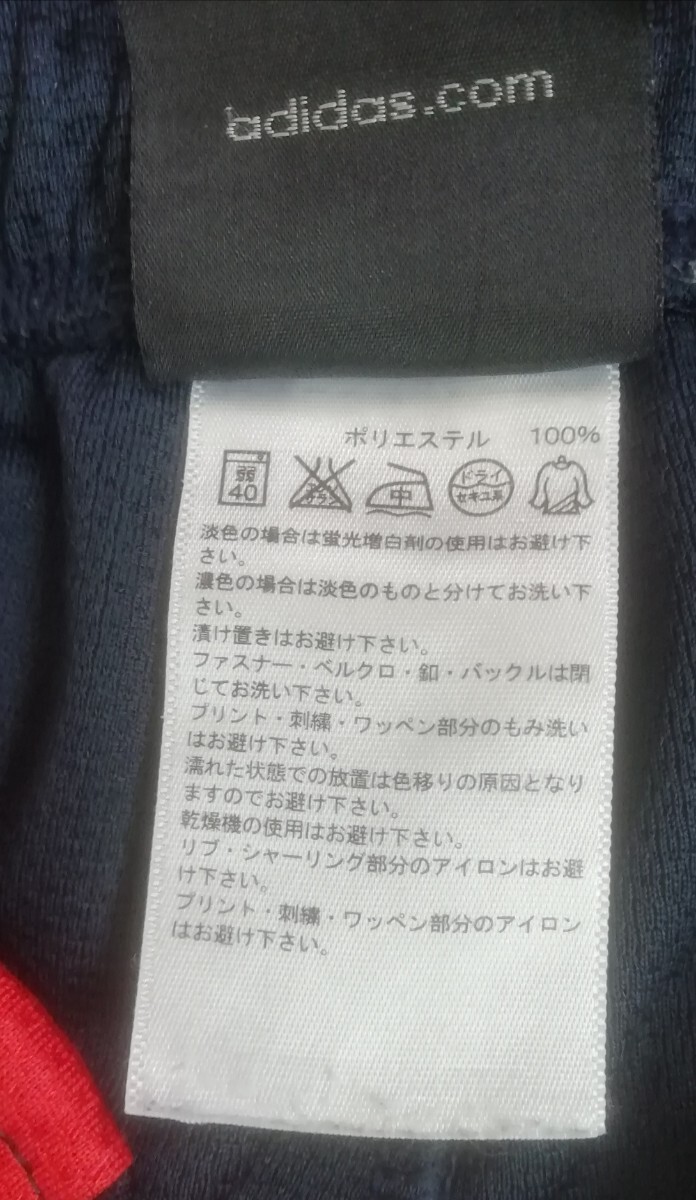 adidas.com
ポリエステル 100%
弱 40 エンソサラシ 中 ドライ セキユ系
淡色の場合は蛍光増白剤の使用はお避け下
さい。
濃色の場合は淡色のものと分けてお洗い下
さい。
漬け置きはお避け下さい。
ファスナー・ベルクロ・釦・バックルは閉
じてお洗い下さい。
プリント・刺繍・ワッペン部分のもみ洗い
はお避け下さい。
濡れた状態での放置は色移りの原因となり
ますのでお避け下さい。
乾燥機の使用はお避け下さい。
リブ・シャーリング部分のアイロンはお避
け下さい。
プリント・刺繍・ワッペン部分のアイロン
はお避け下さい。